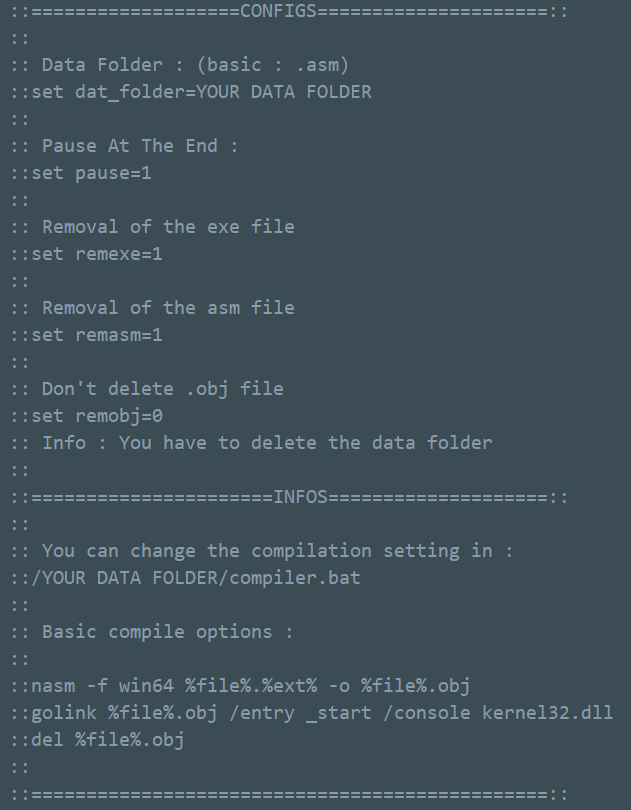 ::===================CONFIGS=====================::
::
:: Data Folder : (basic : .asm)
::set dat_folder=YOUR DATA FOLDER
::
:: Pause At The End :
::set pause=1
::
:: Removal of the exe file
::set remexe=1
::
:: Removal of the asm file
::set remasm=1
::
:: Don't delete .obj file
::set remobj=0
:: Info : You have to delete the data folder
::
::======================INFOS====================::
::
:: You can change the compilation setting in :
::/YOUR DATA FOLDER/compiler.bat
::
:: Basic compile options :
::
::nasm -f win64 %file%.%ext% -o %file%.obj
::golink %file%.obj /entry _start /console kernel32.dll
::del %file%.obj
::
::===============================================::